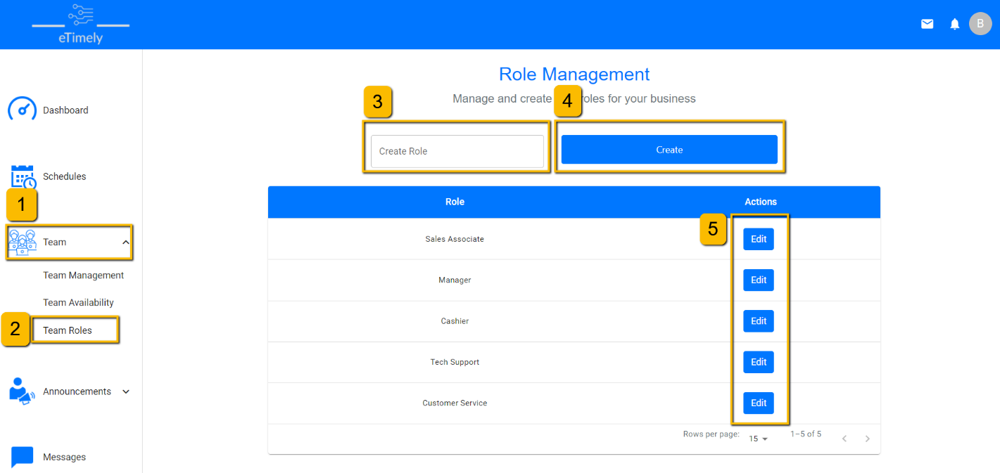 eTimely
B
Role Management
Manage and create roles for your business
3
4
Create Role
Create
Dashboard
Schedules
1
Team
Team Management
Team Availability
2
Team Roles
Announcements
Messages
Role Actions
5
Sales Associate Edit
Manager Edit
Cashier Edit
Tech Support Edit
Customer Service Edit
Rows per page: 15 1–5 of 5